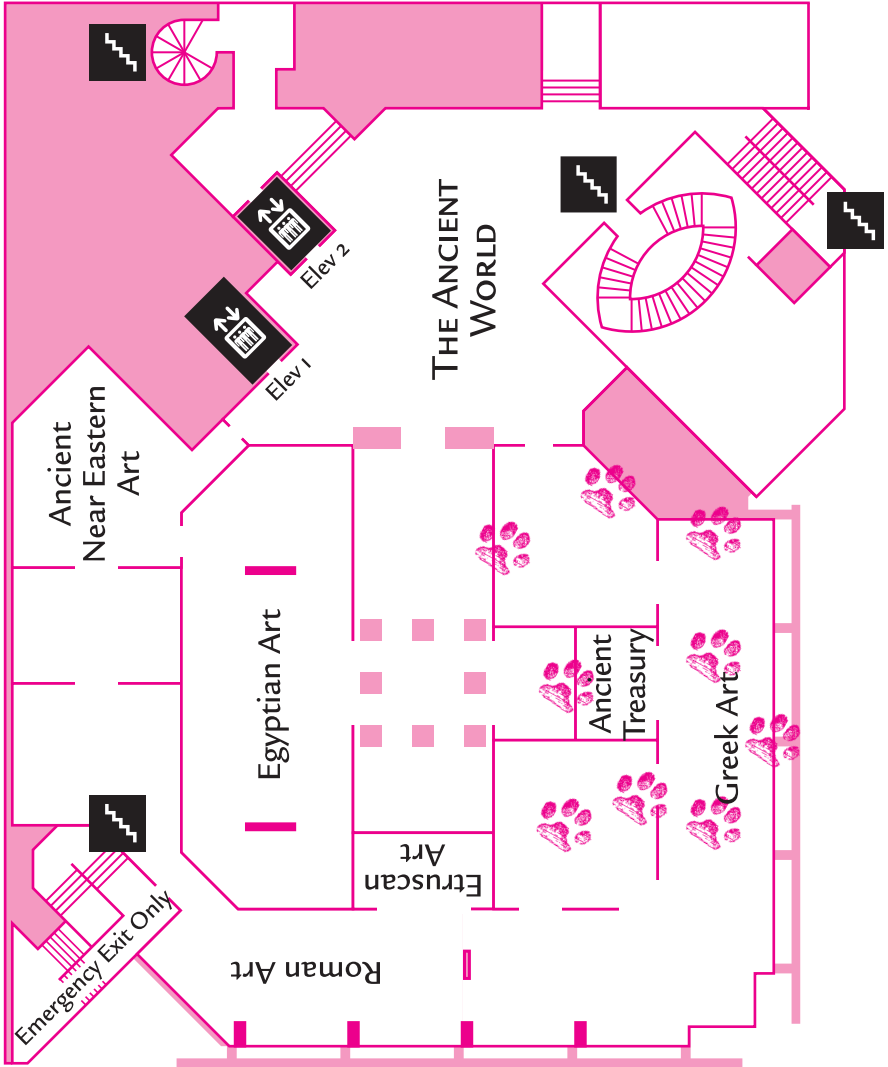 Elev 2
Elev 1
The Ancient
World
Ancient
Near Eastern
Art
Egyptian Art
Ancient
Treasury
Greek Art
Etruscan
Art
Roman Art
Emergency Exit Only